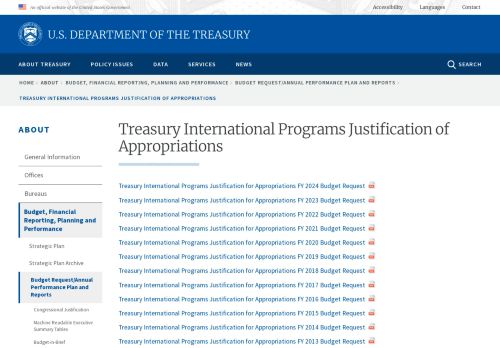 An official website of the United States Government
Accessibility Languages Contact
U.S. DEPARTMENT OF THE TREASURY
ABOUT TREASURY POLICY ISSUES DATA SERVICES NEWS SEARCH
HOME ABOUT BUDGET, FINANCIAL REPORTING, PLANNING AND PERFORMANCE BUDGET REQUEST/ANNUAL PERFORMANCE PLAN AND REPORTS
TREASURY INTERNATIONAL PROGRAMS JUSTIFICATION OF APPROPRIATIONS
ABOUT
General Information
Offices
Bureaus
Budget, Financial
Reporting, Planning and
Performance
Strategic Plan
Strategic Plan Archive
Budget Request/Annual
Performance Plan and
Reports
Congressional Justification
Machine Readable Executive
Summary Tables
Budget-in-Brief
Treasury International Programs Justification of
Appropriations
Treasury International Programs Justification for Appropriations FY 2024 Budget Request
Treasury International Programs Justification for Appropriations FY 2023 Budget Request
Treasury International Programs Justification for Appropriations FY 2022 Budget Request
Treasury International Programs Justification for Appropriations FY 2021 Budget Request
Treasury International Programs Justification for Appropriations FY 2020 Budget Request
Treasury International Programs Justification for Appropriations FY 2019 Budget Request
Treasury International Programs Justification for Appropriations FY 2018 Budget Request
Treasury International Programs Justification for Appropriations FY 2017 Budget Request
Treasury International Programs Justification for Appropriations FY 2016 Budget Request
Treasury International Programs Justification for Appropriations FY 2015 Budget Request
Treasury International Programs Justification for Appropriations FY 2014 Budget Request
Treasury International Programs Justification for Appropriations FY 2013 Budget Request